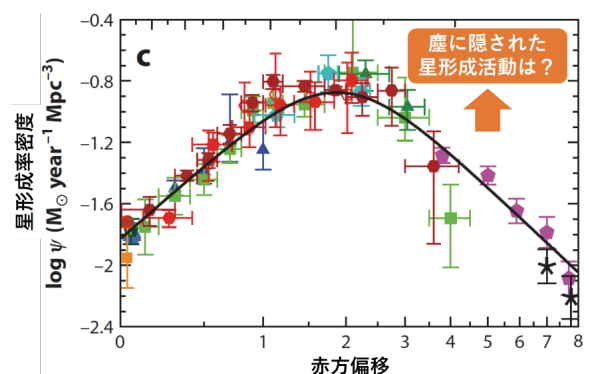 c
塵に隠された
星形成活動は？
星形成率密度
log ψ (M☉ year⁻¹ Mpc⁻³)
−0.4
−0.8
−1.2
−1.6
−2
−2.4
0 1 2 3 4 5 6 7 8
赤方偏移